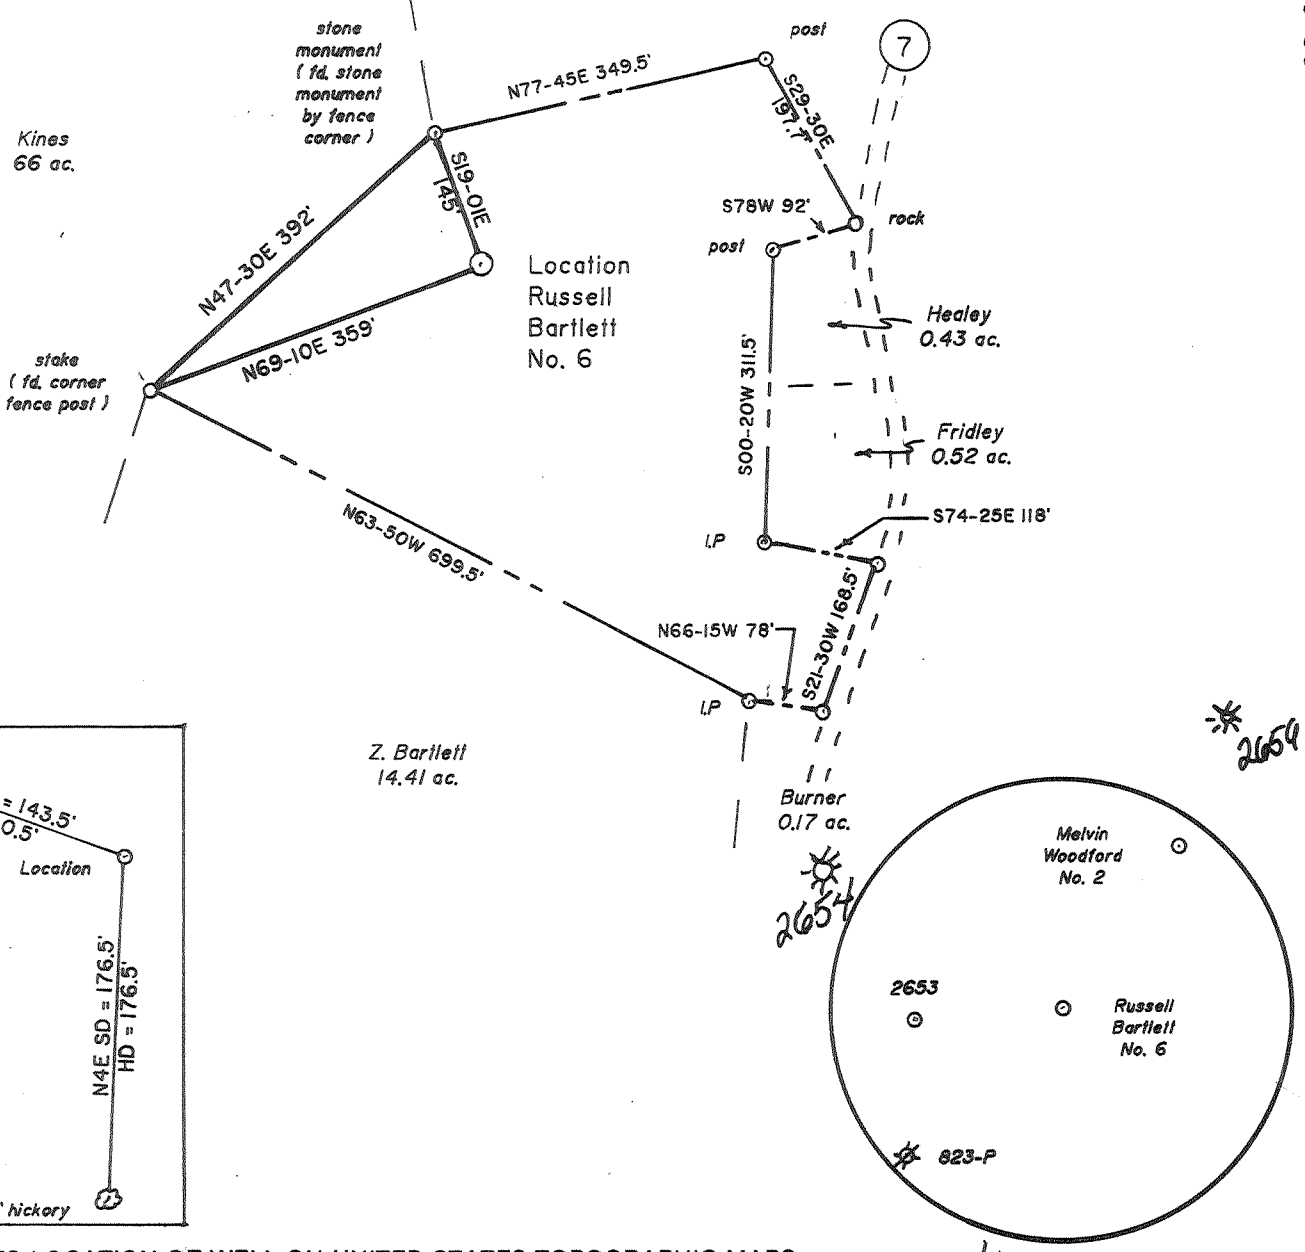 stone
monument
( fd. stone
monument
by fence
corner )
post
7
N77-45E 349.5'
S29-30E
197.7'
Kines
66 ac.
S19-01E
145'
N47-30E 392'
S78W 92'
rock
post
Location
Russell
Bartlett
No. 6
Healey
0.43 ac.
stake
( fd. corner
fence post )
N69-10E 359'
S00-20W 311.5'
Fridley
0.52 ac.
N63-50W 699.5'
I.P
S74-25E 118'
S21-30W 168.5'
N66-15W 78'
I.P
Z. Bartlett
14.41 ac.
Burner
0.17 ac.
2654
= 143.5'
0.5'
Location
N4E SD = 176.5'
HD = 176.5'
' hickory
Melvin
Woodford
No. 2
2653
Russell
Bartlett
No. 6
823-P